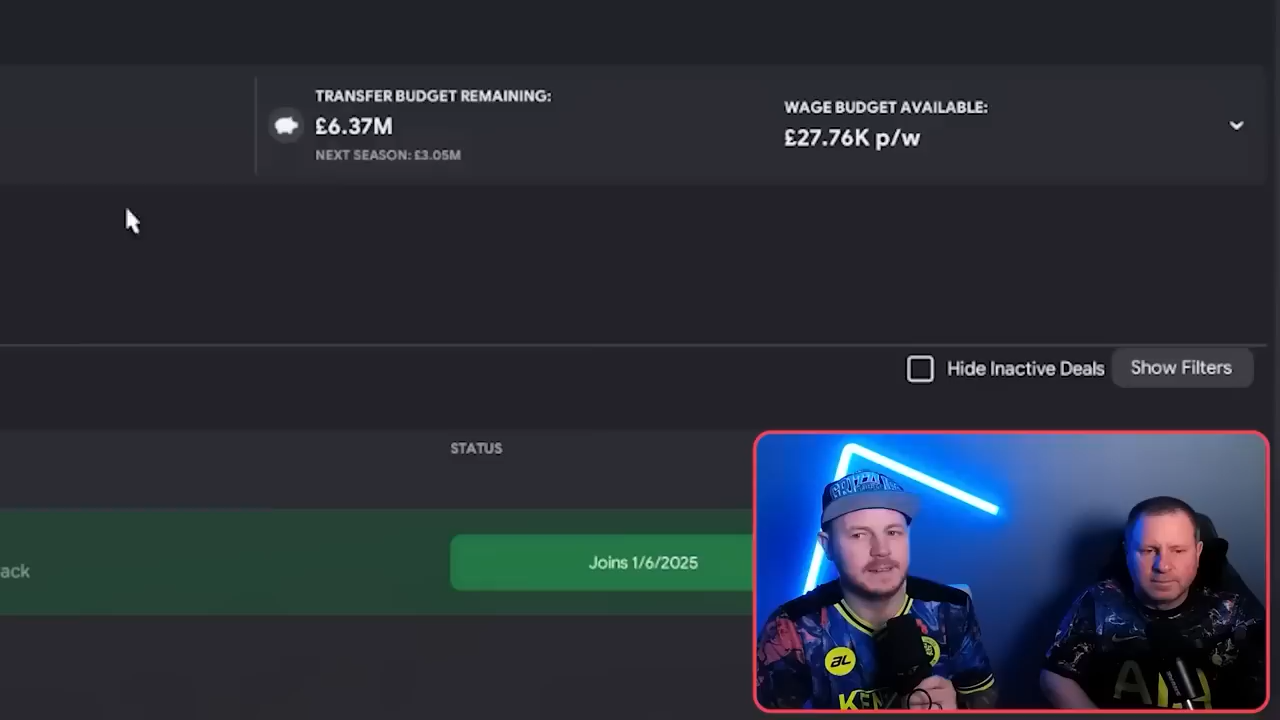 TRANSFER BUDGET REMAINING:
£6.37M
NEXT SEASON: £3.05M
WAGE BUDGET AVAILABLE:
£27.76K p/w
Hide Inactive Deals
Show Filters
STATUS
ack
Joins 1/6/2025